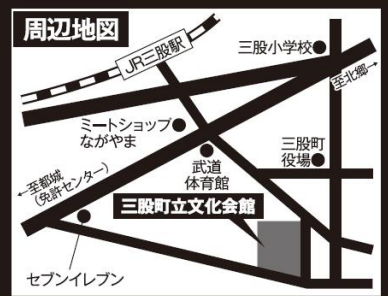 周辺地図
JR三股駅
三股小学校
至北郷
ミートショップ
ながやま
三股町
役場
武道
体育館
至都城
(免許センター)
三股町立文化会館
セブンイレブン